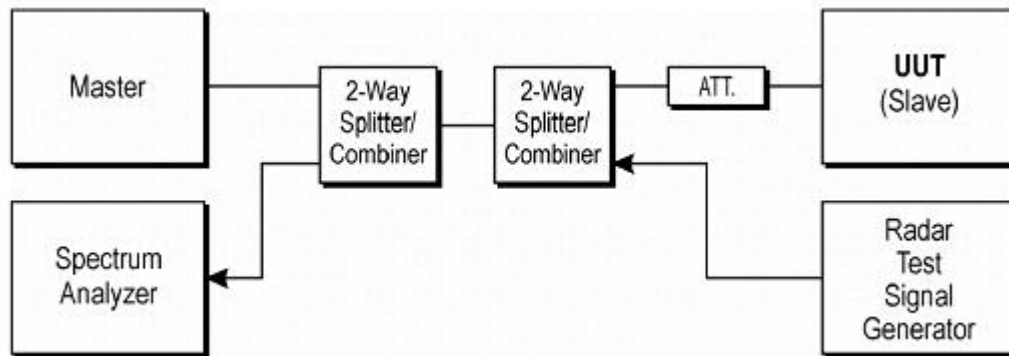 Master
2-Way
Splitter/
Combiner
2-Way
Splitter/
Combiner
ATT.
UUT
(Slave)
Spectrum
Analyzer
Radar
Test
Signal
Generator